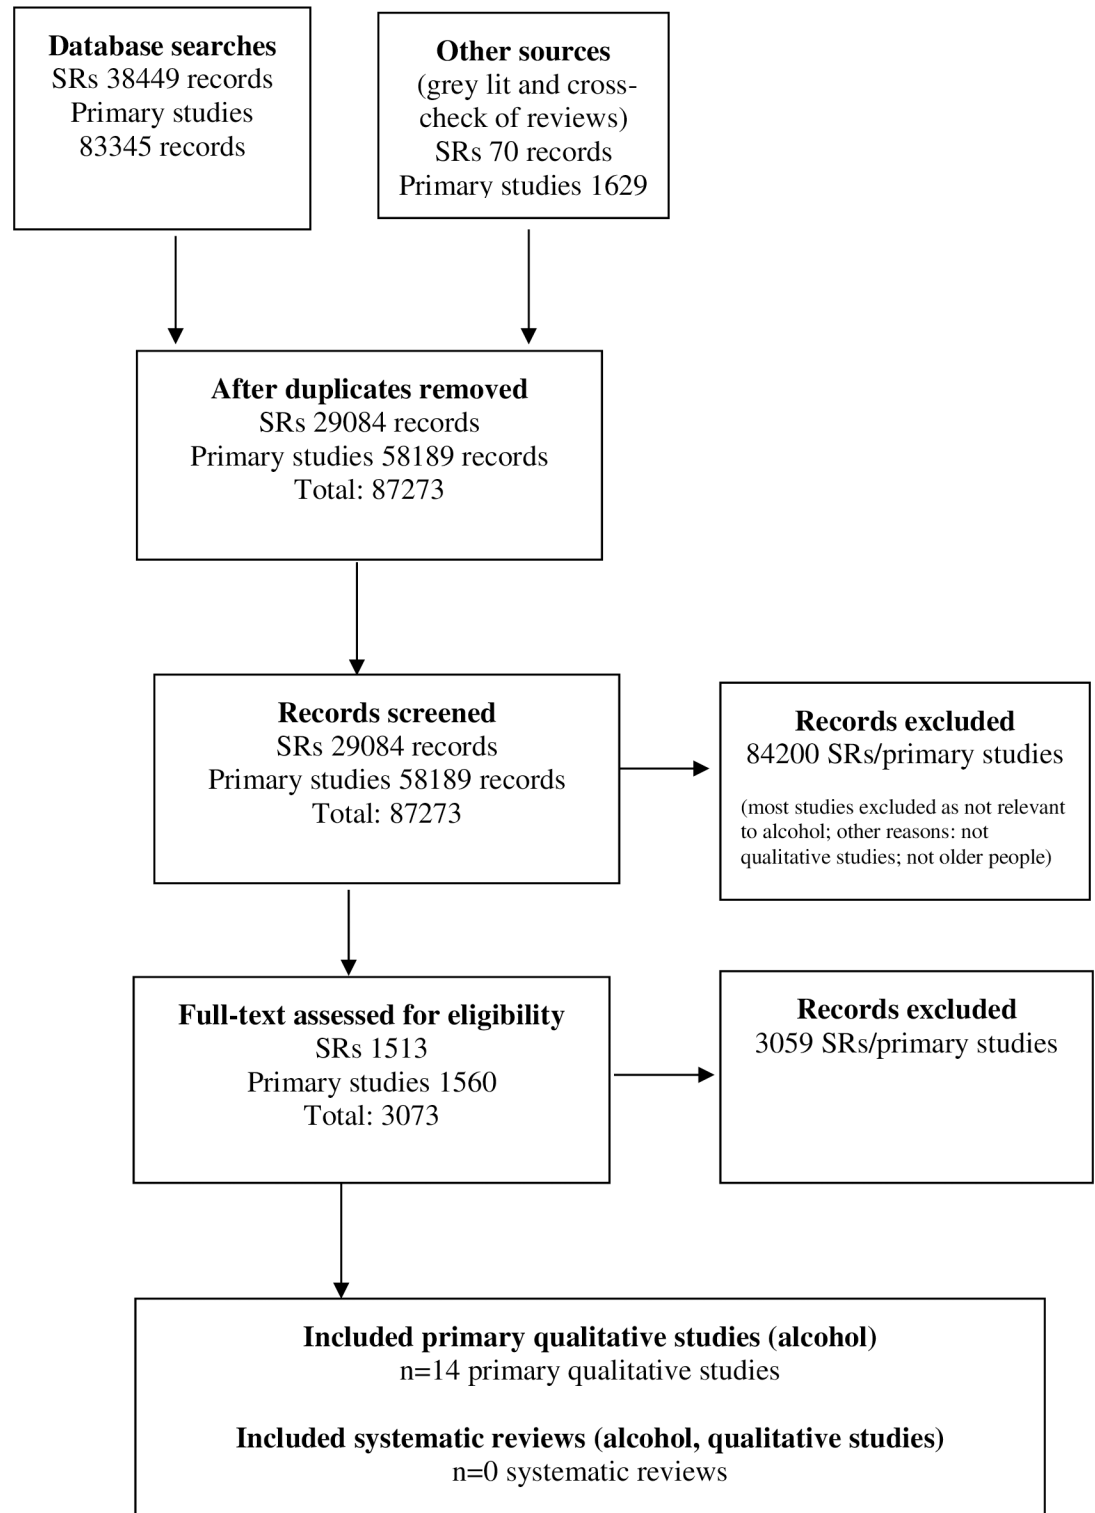 Database searches
SRs 38449 records
Primary studies
83345 records
Other sources
(grey lit and cross-
check of reviews)
SRs 70 records
Primary studies 1629
After duplicates removed
SRs 29084 records
Primary studies 58189 records
Total: 87273
Records screened
SRs 29084 records
Primary studies 58189 records
Total: 87273
Records excluded
84200 SRs/primary studies
(most studies excluded as not relevant
to alcohol; other reasons: not
qualitative studies; not older people)
Full-text assessed for eligibility
SRs 1513
Primary studies 1560
Total: 3073
Records excluded
3059 SRs/primary studies
Included primary qualitative studies (alcohol)
n=14 primary qualitative studies
Included systematic reviews (alcohol, qualitative studies)
n=0 systematic reviews